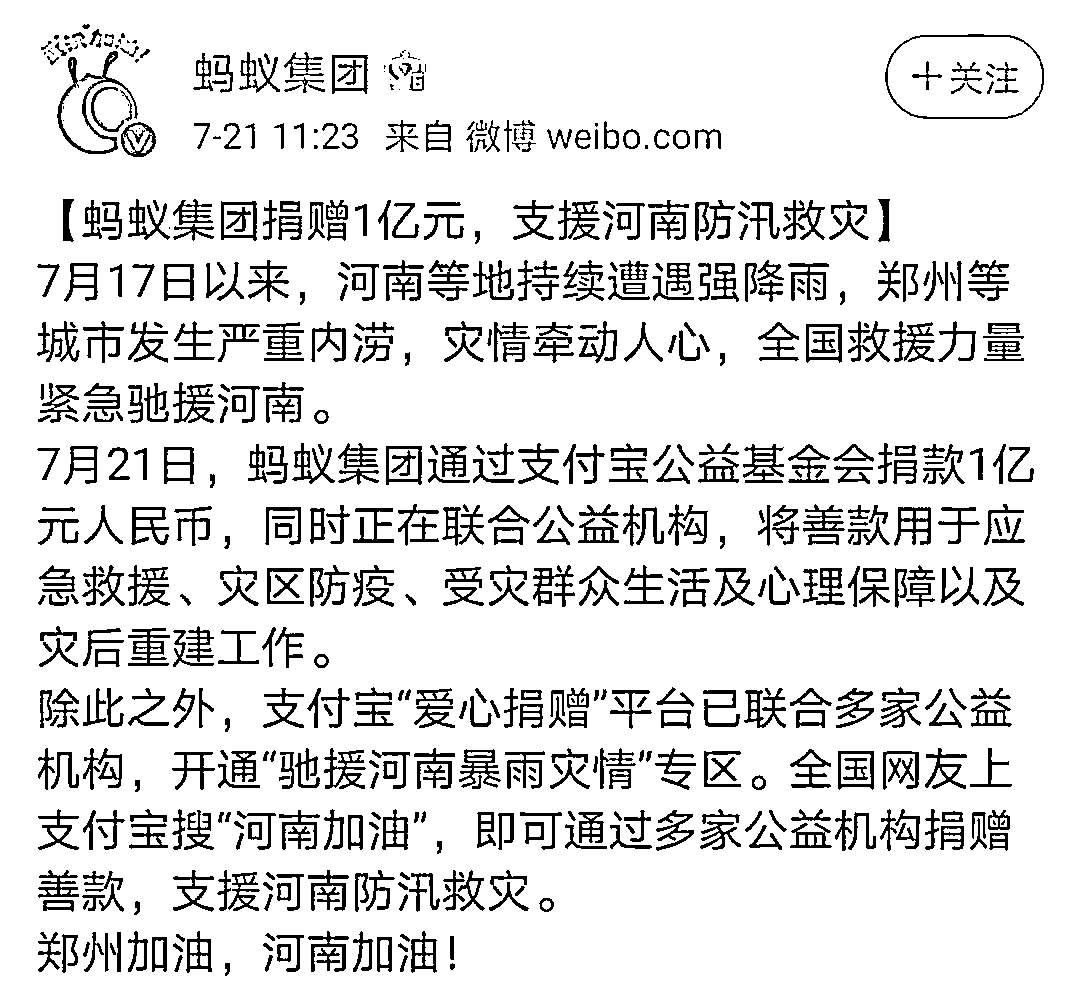 武汉加油!
蚂蚁集团
+关注
7-21 11:23 来自 微博 weibo.com
【蚂蚁集团捐赠1亿元，支援河南防汛救灾】
7月17日以来，河南等地持续遭遇强降雨，郑州等
城市发生严重内涝，灾情牵动人心，全国救援力量
紧急驰援河南。
7月21日，蚂蚁集团通过支付宝公益基金会捐款1亿
元人民币，同时正在联合公益机构，将善款用于应
急救援、灾区防疫、受灾群众生活及心理保障以及
灾后重建工作。
除此之外，支付宝“爱心捐赠”平台已联合多家公益
机构，开通“驰援河南暴雨灾情”专区。全国网友上
支付宝搜“河南加油”，即可通过多家公益机构捐赠
善款，支援河南防汛救灾。
郑州加油，河南加油！